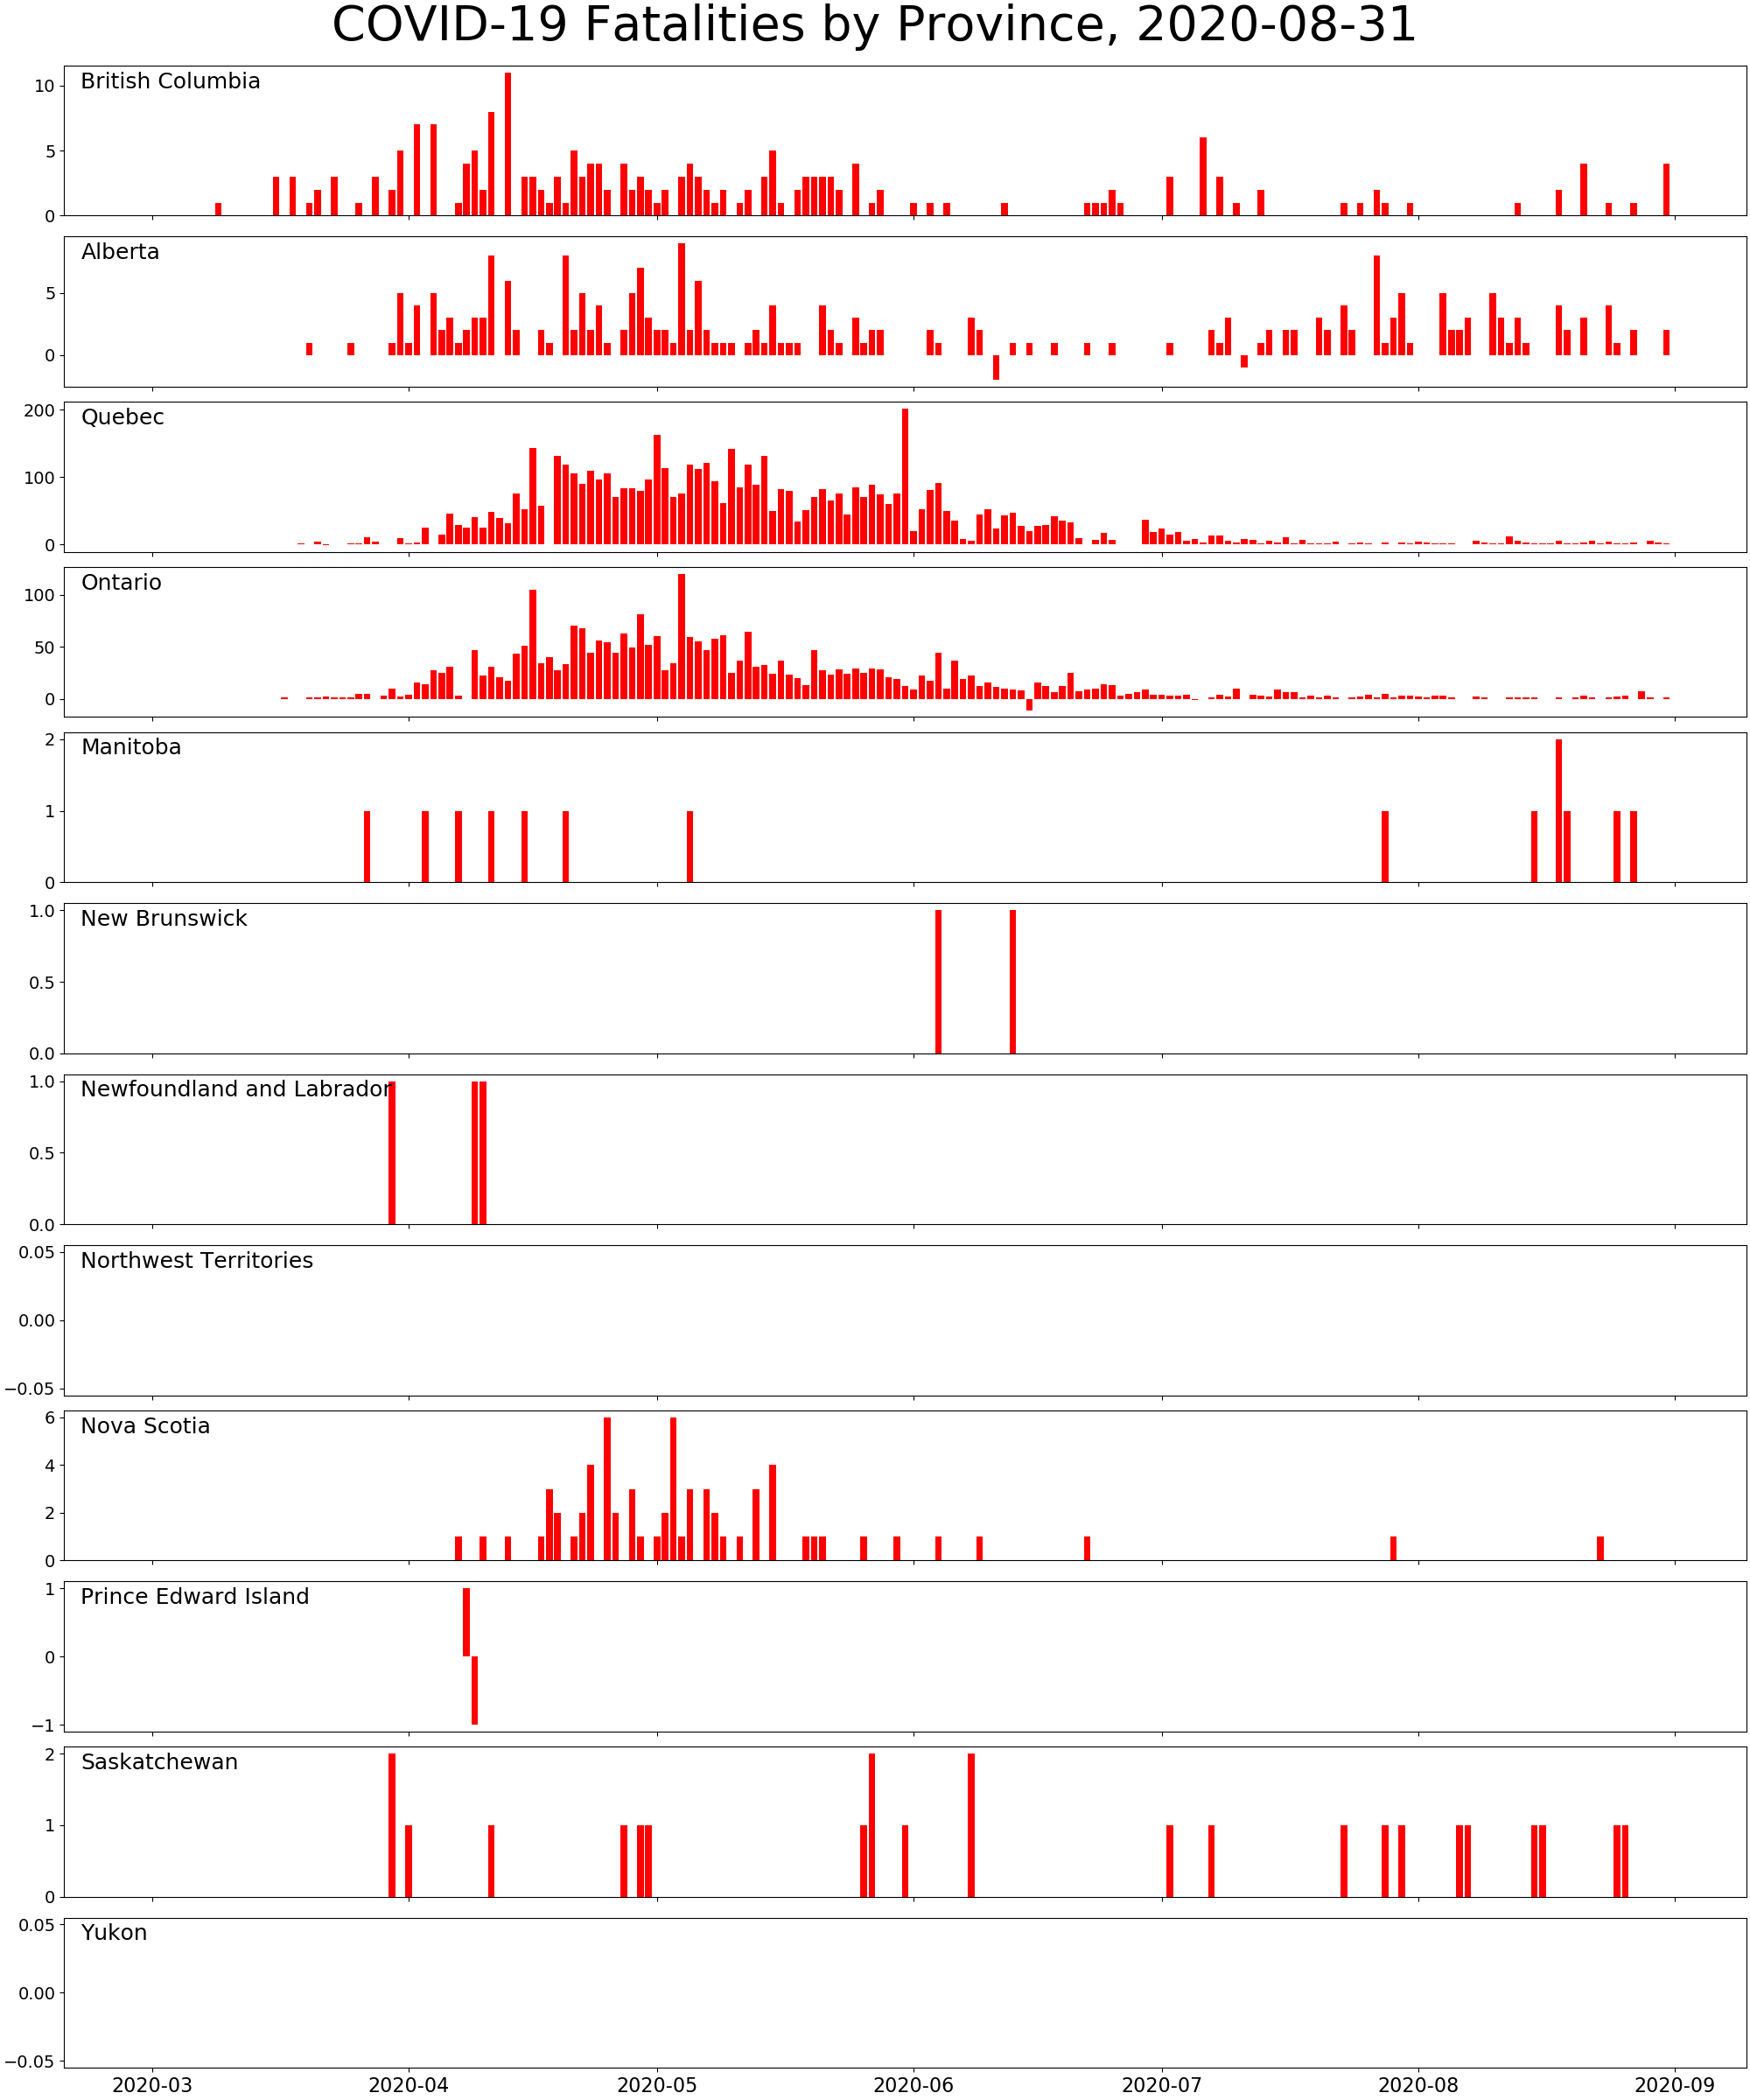 COVID-19 Fatalities by Province, 2020-08-31
British Columbia
10
5
0
Alberta
5
0
Quebec
200
100
0
Ontario
100
50
0
Manitoba
2
1
0
New Brunswick
1.0
0.5
0.0
Newfoundland and Labrador
1.0
0.5
0.0
Northwest Territories
0.05
0.00
−0.05
Nova Scotia
6
4
2
0
Prince Edward Island
1
0
−1
Saskatchewan
2
1
0
Yukon
0.05
0.00
−0.05
2020-03 2020-04 2020-05 2020-06 2020-07 2020-08 2020-09